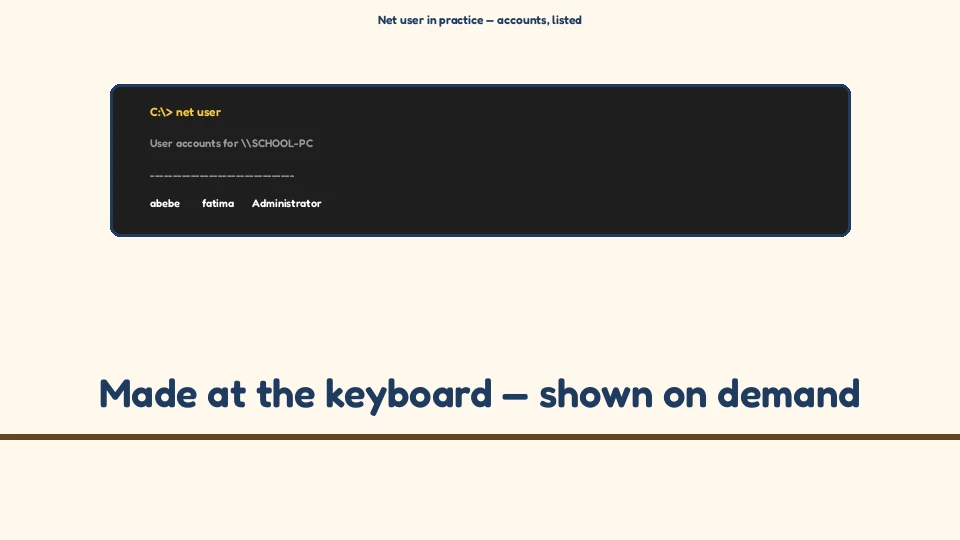 Net user in practice — accounts, listed
C:\> net user
User accounts for \\SCHOOL-PC
--------------------------------
abebe fatima Administrator
Made at the keyboard — shown on demand